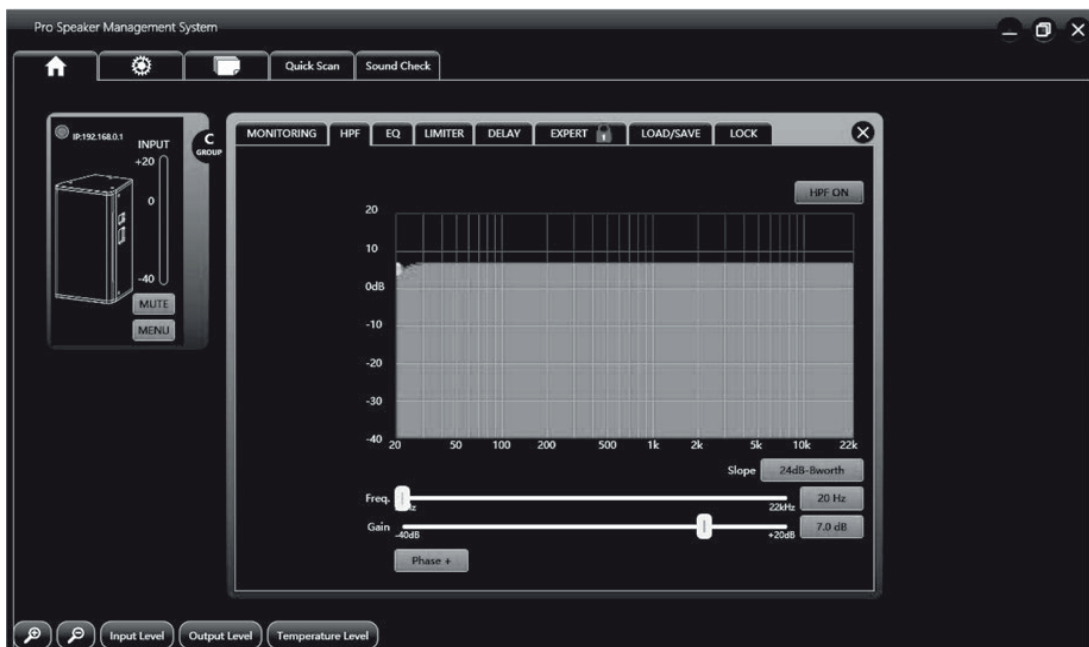 Pro Speaker Management System
Quick Scan Sound Check
IP:192.168.0.1
INPUT
+20
0
-40
MUTE
MENU
C
GROUP
MONITORING HPF EQ LIMITER DELAY EXPERT LOAD/SAVE LOCK
HPF ON
20
10
0dB
-10
-20
-30
-40
20 50 100 200 500 1k 2k 5k 10k 22k
Slope 24dB-Bworth
Freq. 22kHz 20 Hz
Gain -40dB +20dB 7.0 dB
Phase +
Input Level Output Level Temperature Level